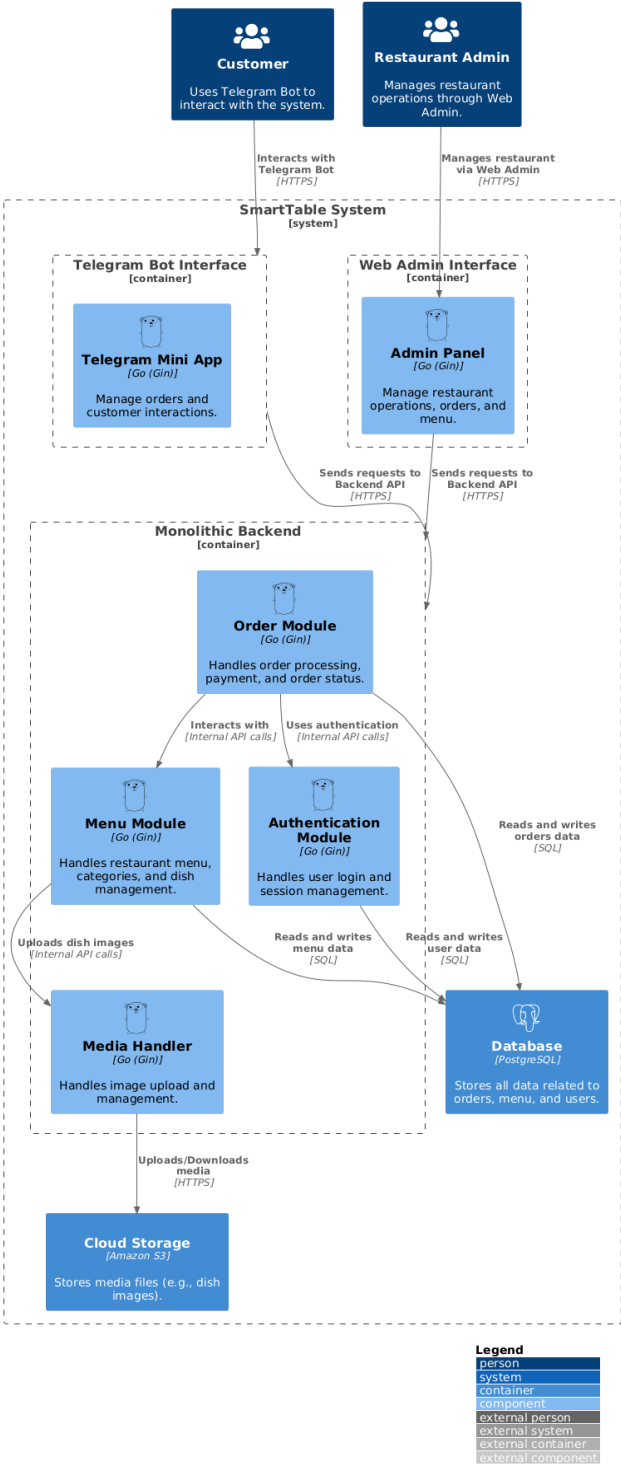 Customer
Uses Telegram Bot to
interact with the system.
Restaurant Admin
Manages restaurant
operations through Web
Admin.
Interacts with
Telegram Bot
[HTTPS]
Manages restaurant
via Web Admin
[HTTPS]
SmartTable System
[system]
Telegram Bot Interface
[container]
Web Admin Interface
[container]
Telegram Mini App
[Go (Gin)]
Manage orders and
customer interactions.
Admin Panel
[Go (Gin)]
Manage restaurant
operations, orders, and
menu.
Sends requests to
Backend API
[HTTPS]
Sends requests to
Backend API
[HTTPS]
Monolithic Backend
[container]
Order Module
[Go (Gin)]
Handles order processing,
payment, and order status.
Interacts with
[Internal API calls]
Uses authentication
[Internal API calls]
Menu Module
[Go (Gin)]
Handles restaurant menu,
categories, and dish
management.
Authentication
Module
[Go (Gin)]
Handles user login and
session management.
Reads and writes
orders data
[SQL]
Uploads dish images
[Internal API calls]
Reads and writes
menu data
[SQL]
Reads and writes
user data
[SQL]
Media Handler
[Go (Gin)]
Handles image upload and
management.
Database
[PostgreSQL]
Stores all data related to
orders, menu, and users.
Uploads/Downloads
media
[HTTPS]
Cloud Storage
[Amazon S3]
Stores media files (e.g., dish
images).
Legend
person
system
container
component
external person
external system
external container
external component